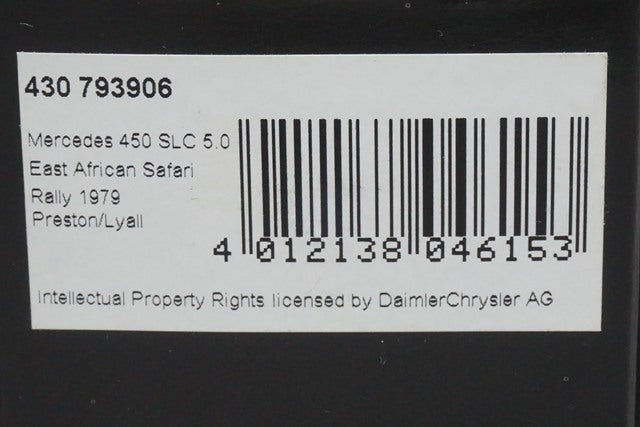 430 793906
Mercedes 450 SLC 5.0
East African Safari
Rally 1979
Preston/Lyall
4 012138 046153
Intellectual Property Rights licensed by DaimlerChrysler AG